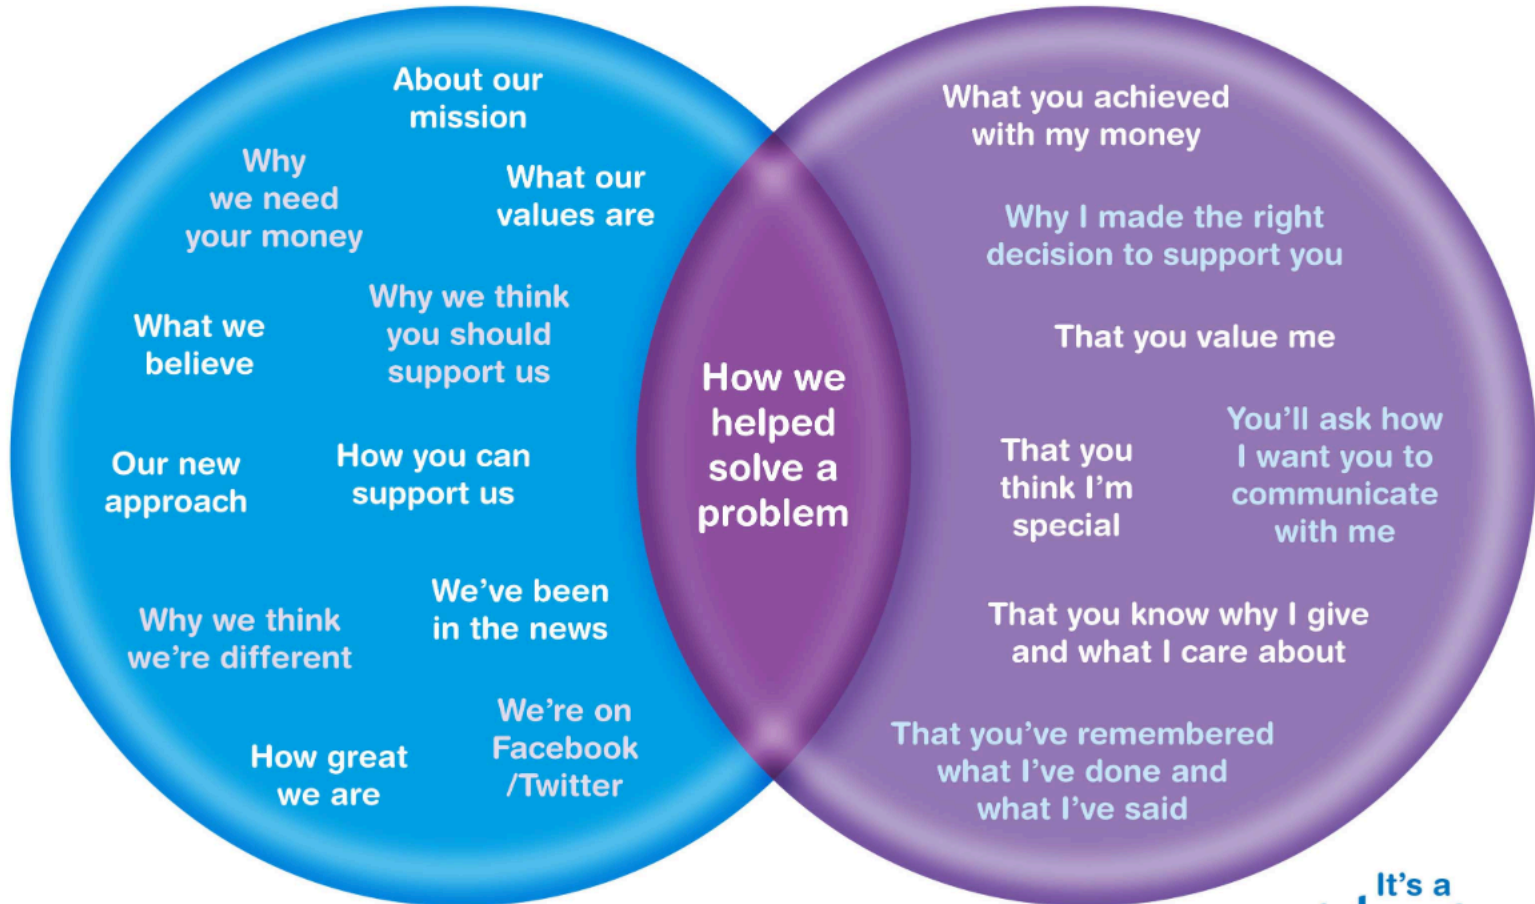 About our
mission
Why
we need
your money
What our
values are
Why we think
you should
support us
What we
believe
Our new
approach
How you can
support us
We've been
in the news
Why we think
we're different
We're on
Facebook
/Twitter
How great
we are
How we
helped
solve a
problem
What you achieved
with my money
Why I made the right
decision to support you
That you value me
You'll ask how
I want you to
communicate
with me
That you
think I'm
special
That you know why I give
and what I care about
That you've remembered
what I've done and
what I've said
It's a